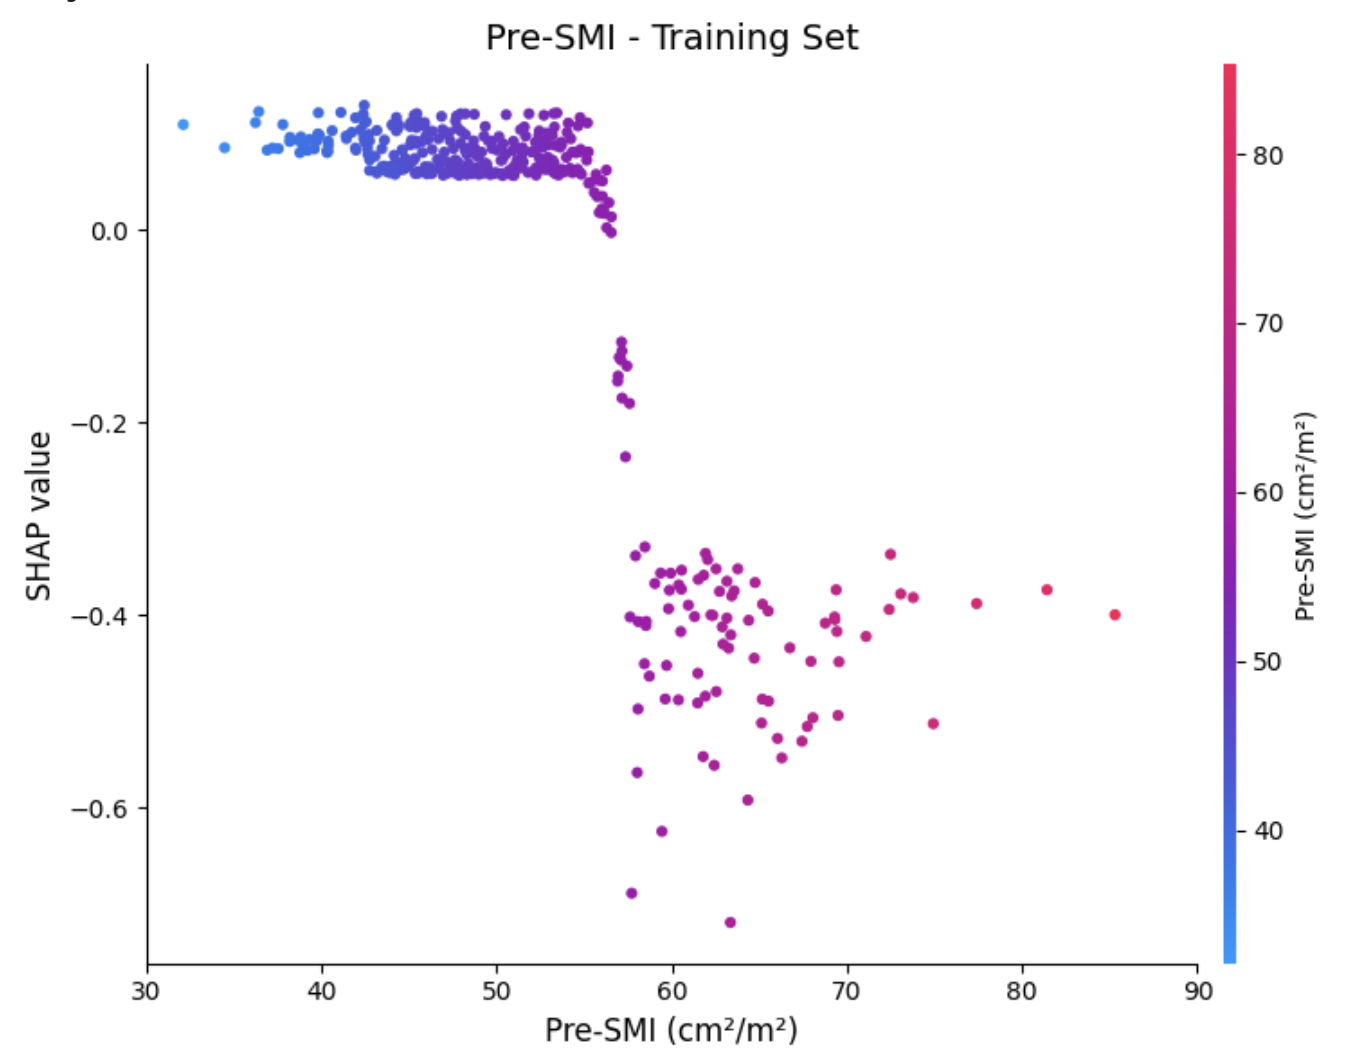 Pre-SMI - Training Set
SHAP value
0.0
−0.2
−0.4
−0.6
30 40 50 60 70 80 90
Pre-SMI (cm²/m²)
80
70
60
50
40
Pre-SMI (cm²/m²)